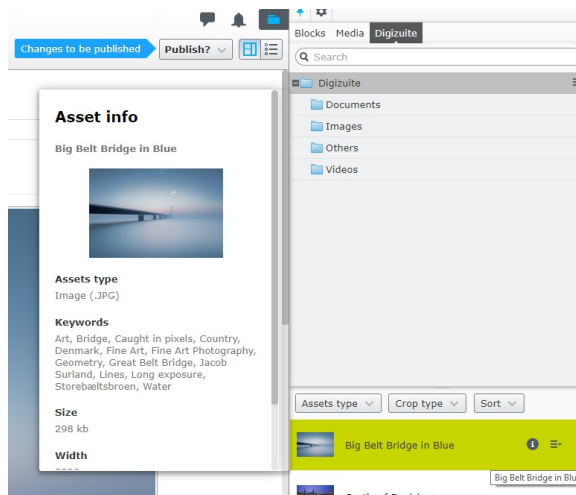 Changes to be published
Publish?
Asset info
Big Belt Bridge in Blue
Assets type
Image (.JPG)
Keywords
Art, Bridge, Caught in pixels, Country,
Denmark, Fine Art, Fine Art Photography,
Geometry, Great Belt Bridge, Jacob
Surland, Lines, Long exposure,
Storebæltsbroen, Water
Size
298 kb
Width
Blocks Media Digizuite
Search
Digizuite
Documents
Images
Others
Videos
Assets type Crop type Sort
Big Belt Bridge in Blue
Big Belt Bridge in Blu